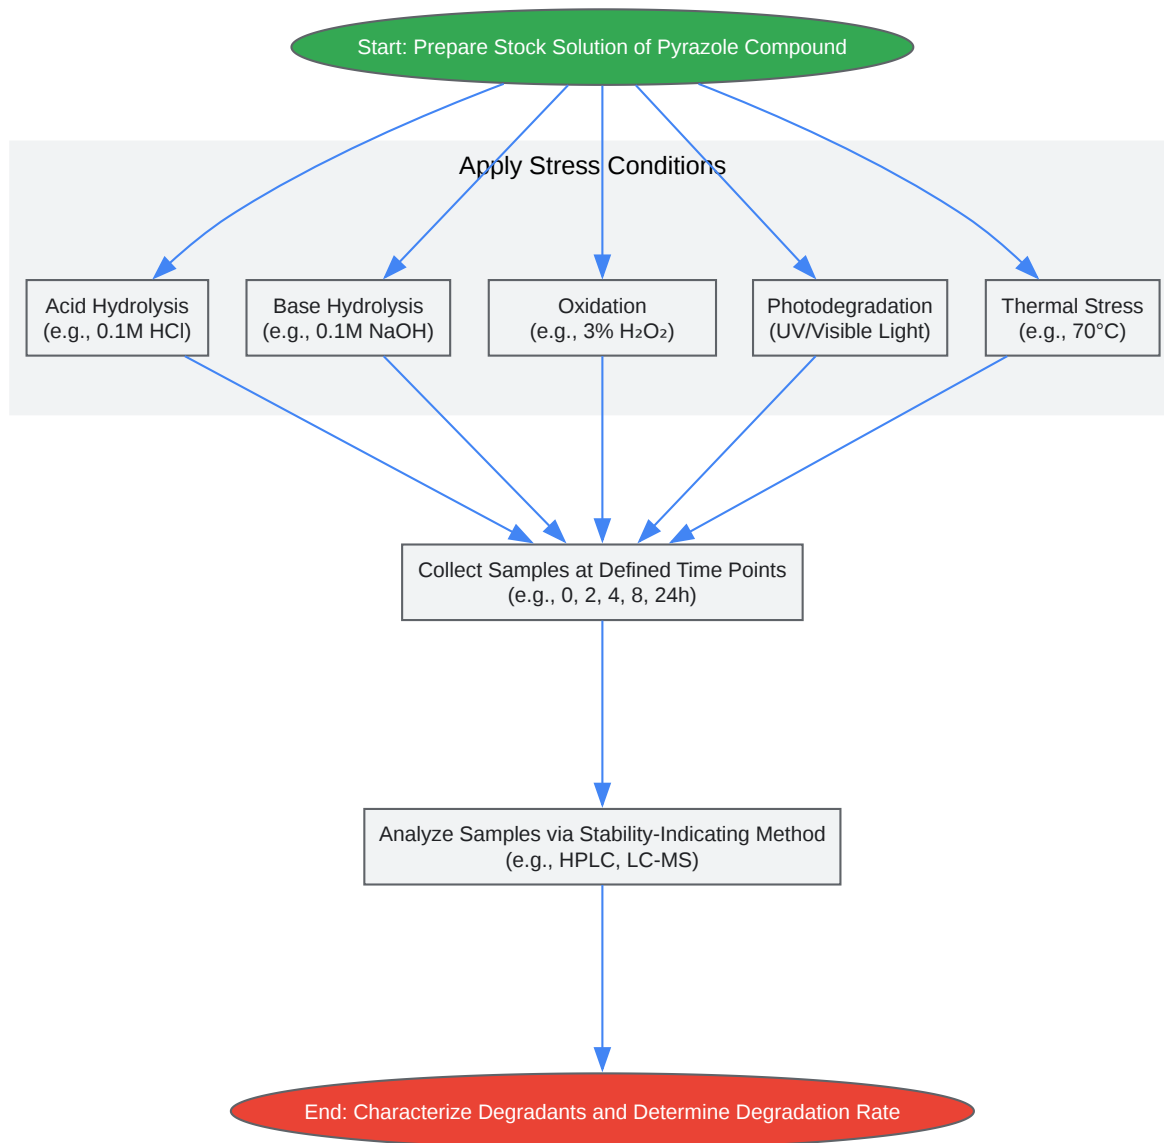 Start: Prepare Stock Solution of Pyrazole Compound
Apply Stress Conditions
Acid Hydrolysis
(e.g., 0.1M HCl)
Base Hydrolysis
(e.g., 0.1M NaOH)
Oxidation
(e.g., 3% H₂O₂)
Photodegradation
(UV/Visible Light)
Thermal Stress
(e.g., 70°C)
Collect Samples at Defined Time Points
(e.g., 0, 2, 4, 8, 24h)
Analyze Samples via Stability-Indicating Method
(e.g., HPLC, LC-MS)
End: Characterize Degradants and Determine Degradation Rate